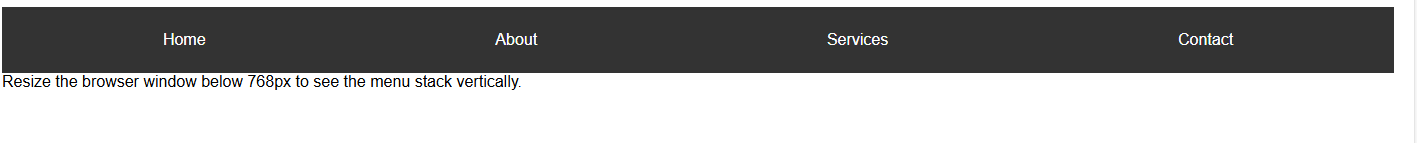 Home About Services Contact
Resize the browser window below 768px to see the menu stack vertically.